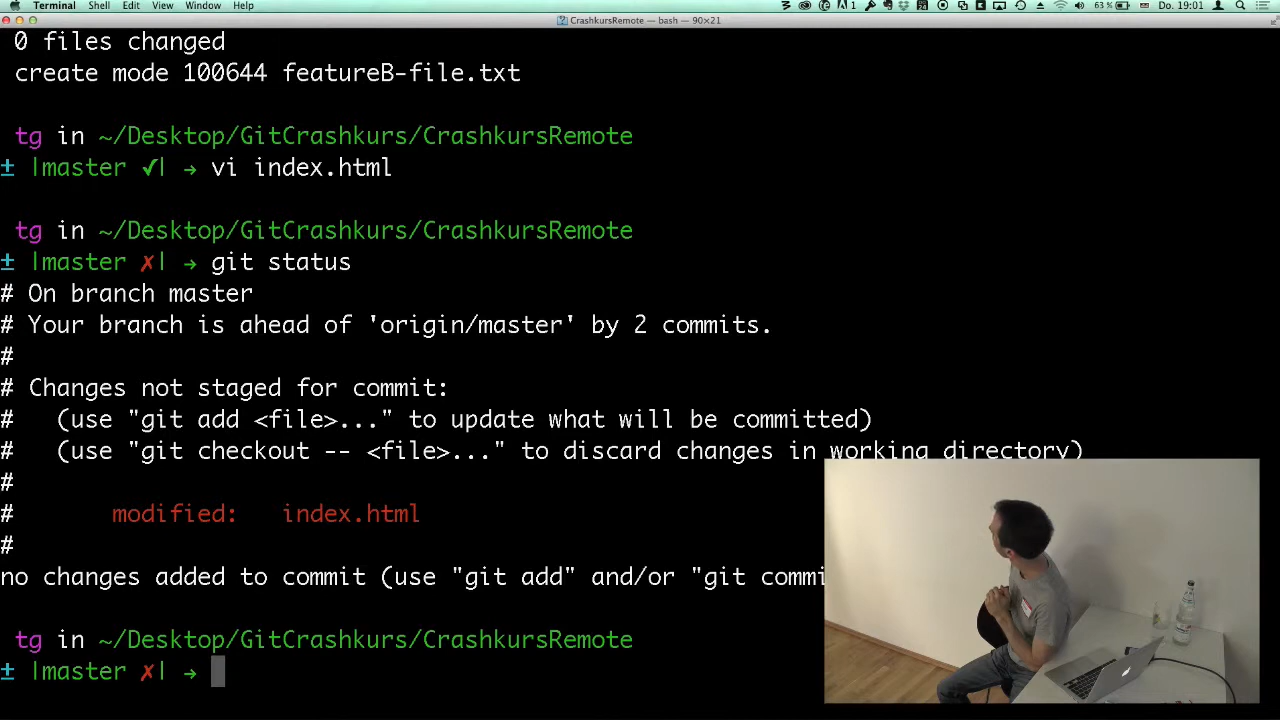 Terminal Shell Edit View Window Help 1 63 % Do. 19:01
CrashkursRemote — bash — 90×21
0 files changed
create mode 100644 featureB-file.txt
tg in ~/Desktop/GitCrashkurs/CrashkursRemote
± |master ✓| → vi index.html
tg in ~/Desktop/GitCrashkurs/CrashkursRemote
± |master ✗| → git status
# On branch master
# Your branch is ahead of 'origin/master' by 2 commits.
#
# Changes not staged for commit:
# (use "git add <file>..." to update what will be committed)
# (use "git checkout -- <file>..." to discard changes in working directory)
#
# modified: index.html
#
no changes added to commit (use "git add" and/or "git commi
tg in ~/Desktop/GitCrashkurs/CrashkursRemote
± |master ✗| →